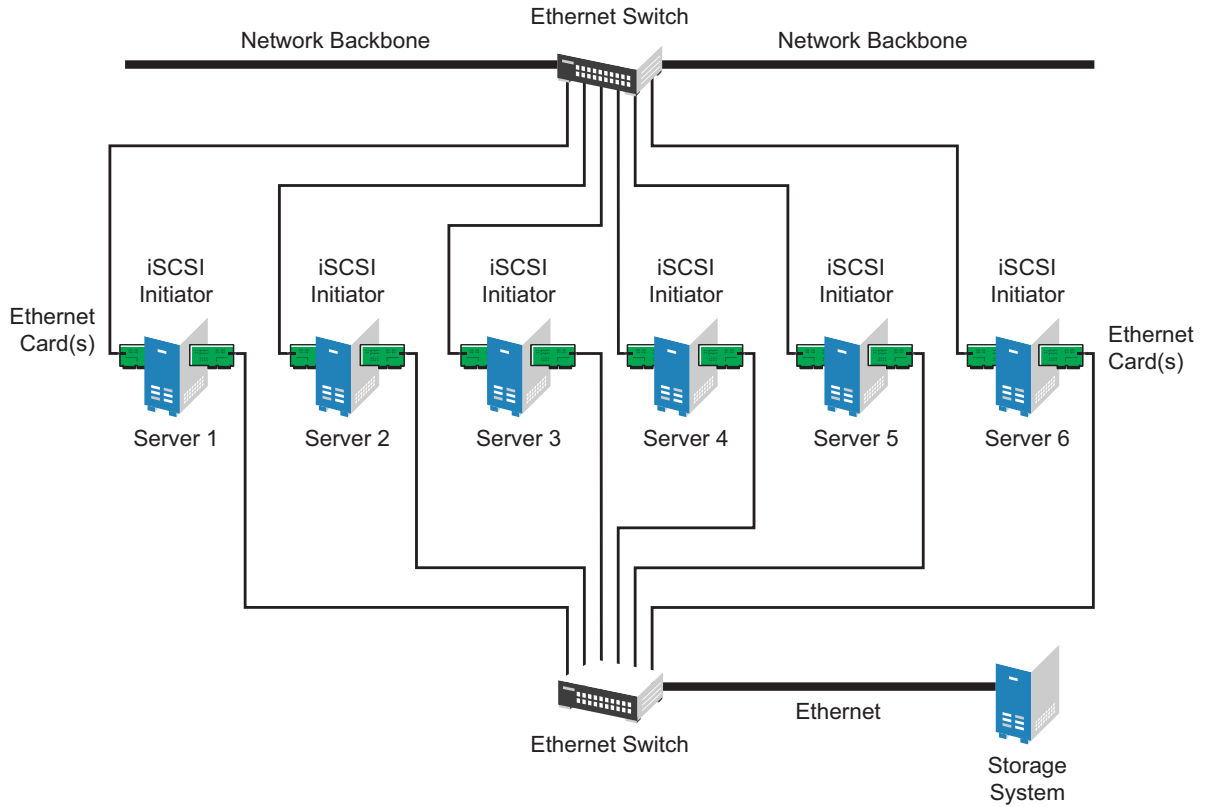 Ethernet Switch
Network Backbone
Network Backbone
iSCSI
Initiator
iSCSI
Initiator
iSCSI
Initiator
iSCSI
Initiator
iSCSI
Initiator
iSCSI
Initiator
Ethernet
Card(s)
Ethernet
Card(s)
Server 1
Server 2
Server 3
Server 4
Server 5
Server 6
Ethernet
Ethernet Switch
Storage
System